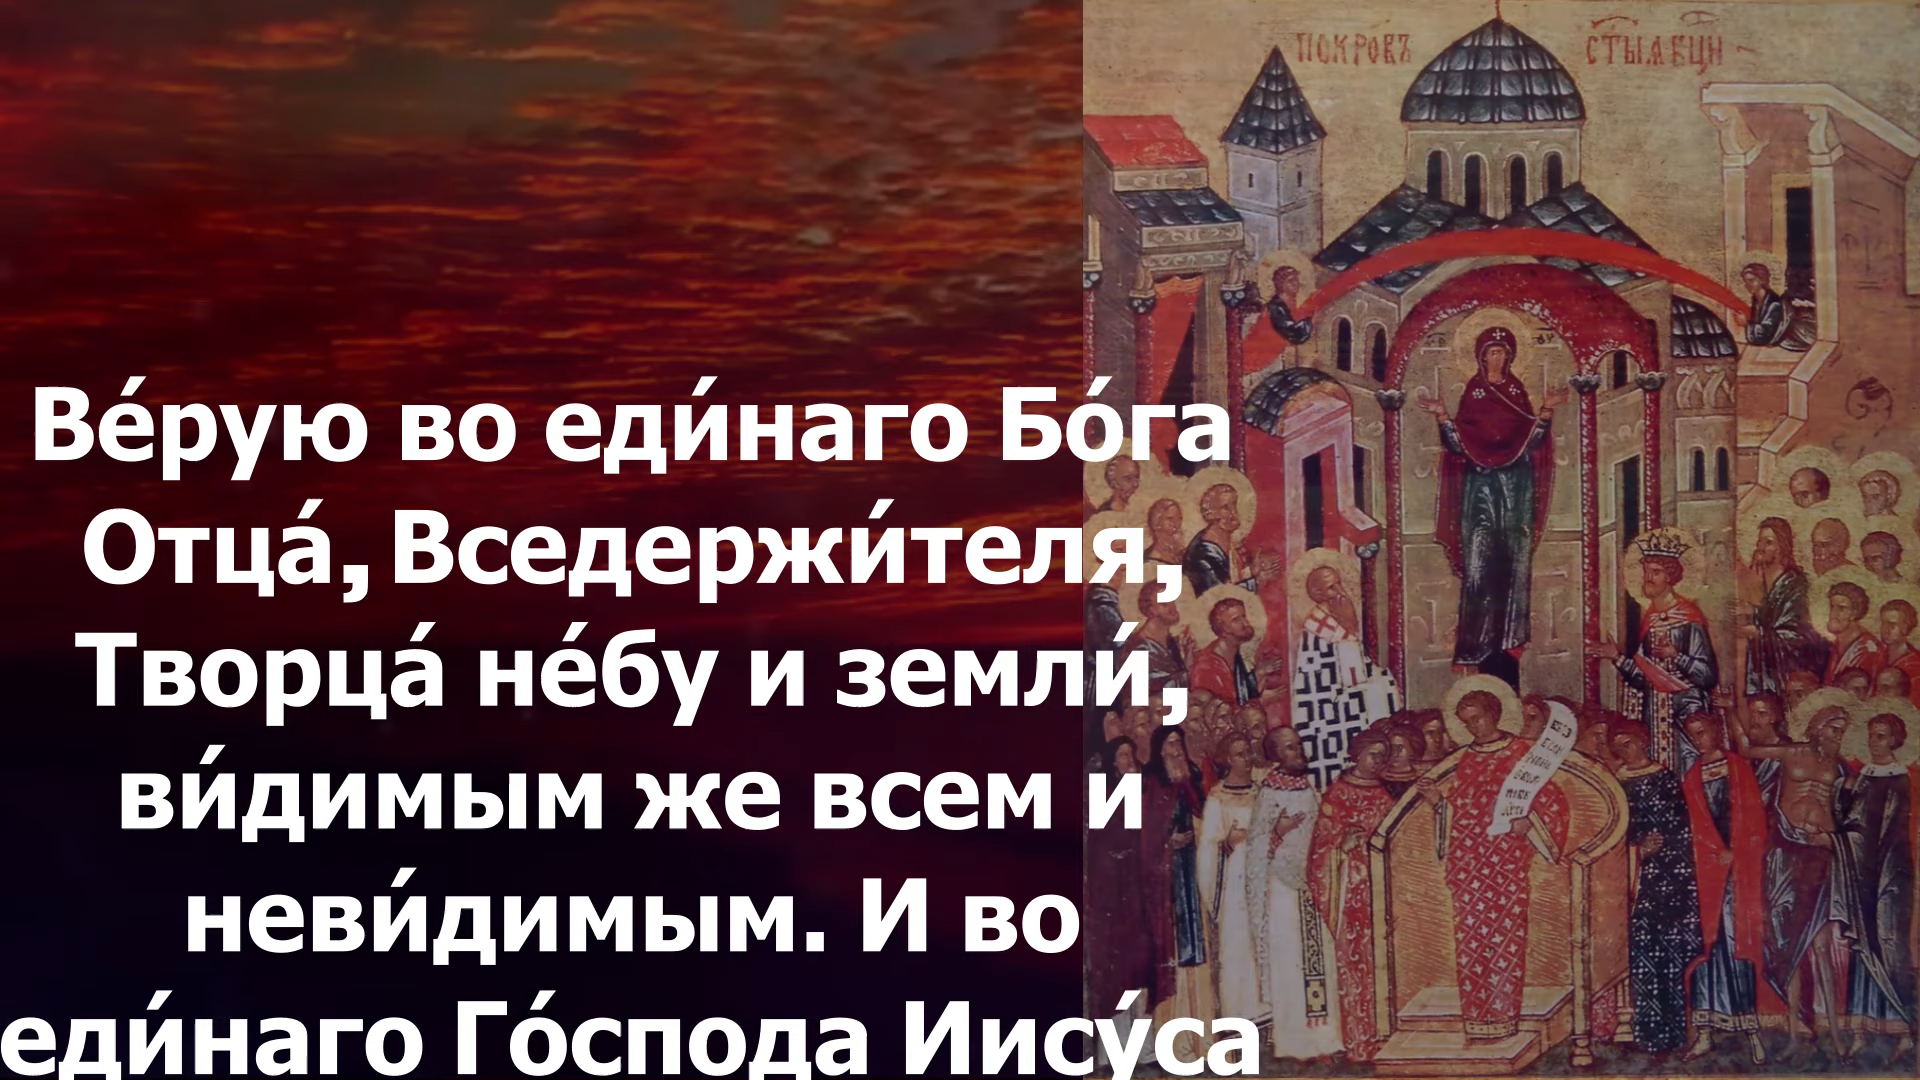 ПОКРОВЪ СТЫѦ БЦИ
Ве́рую во еди́наго Бо́га
Отца́, Вседержи́теля,
Творца́ не́бу и земли́,
ви́димым же всем и
неви́димым. И во
еди́наго Го́спода Иису́са